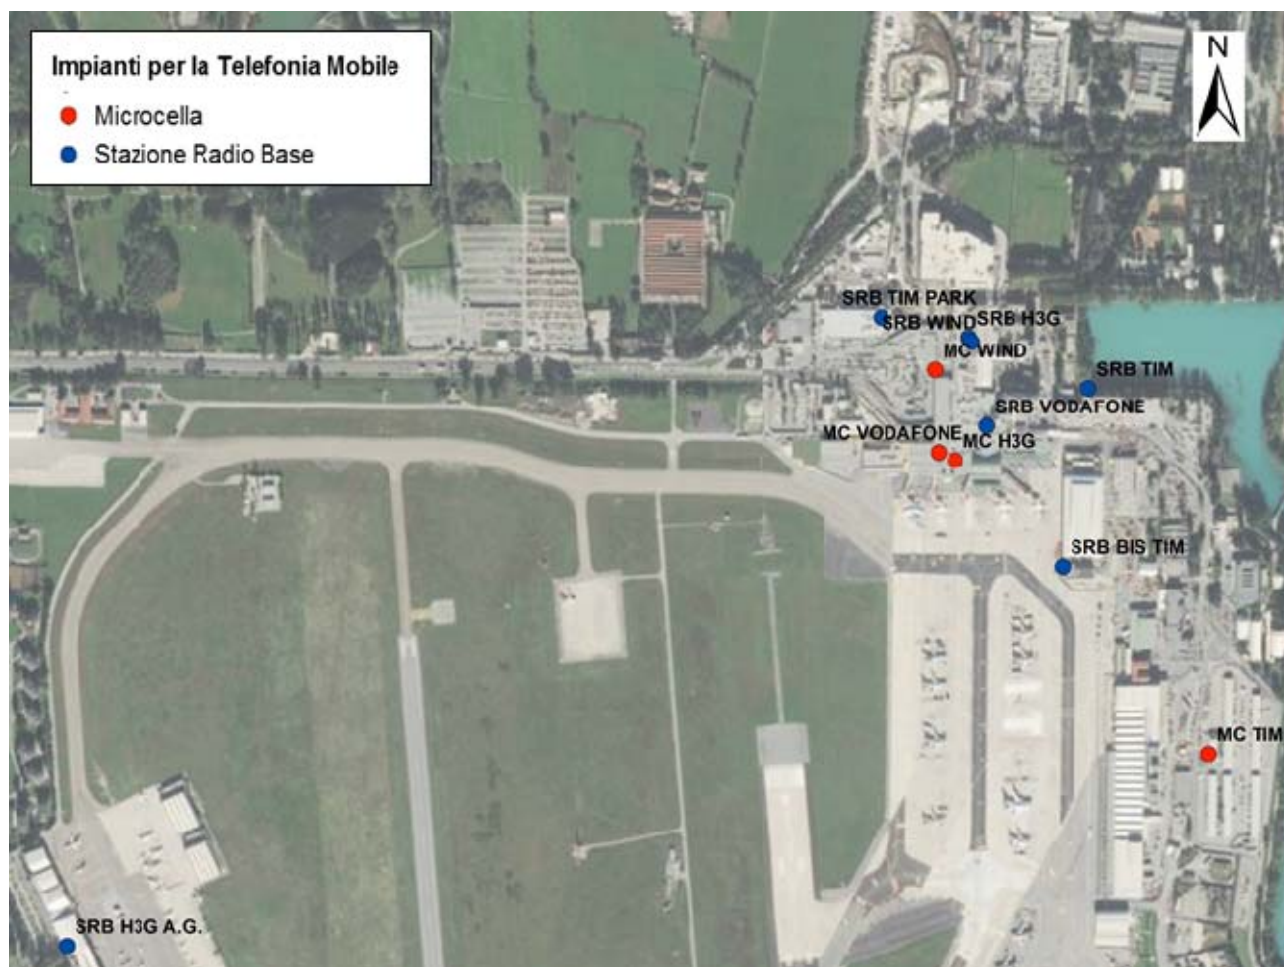 Impianti per la Telefonia Mobile
Microcella
Stazione Radio Base
N
SRB TIM PARK
SRB WIND
SRB H3G
MC WIND
SRB TIM
SRB VODAFONE
MC VODAFONE
MC H3G
SRB BIS TIM
MC TIM
SRB H3G A.G.